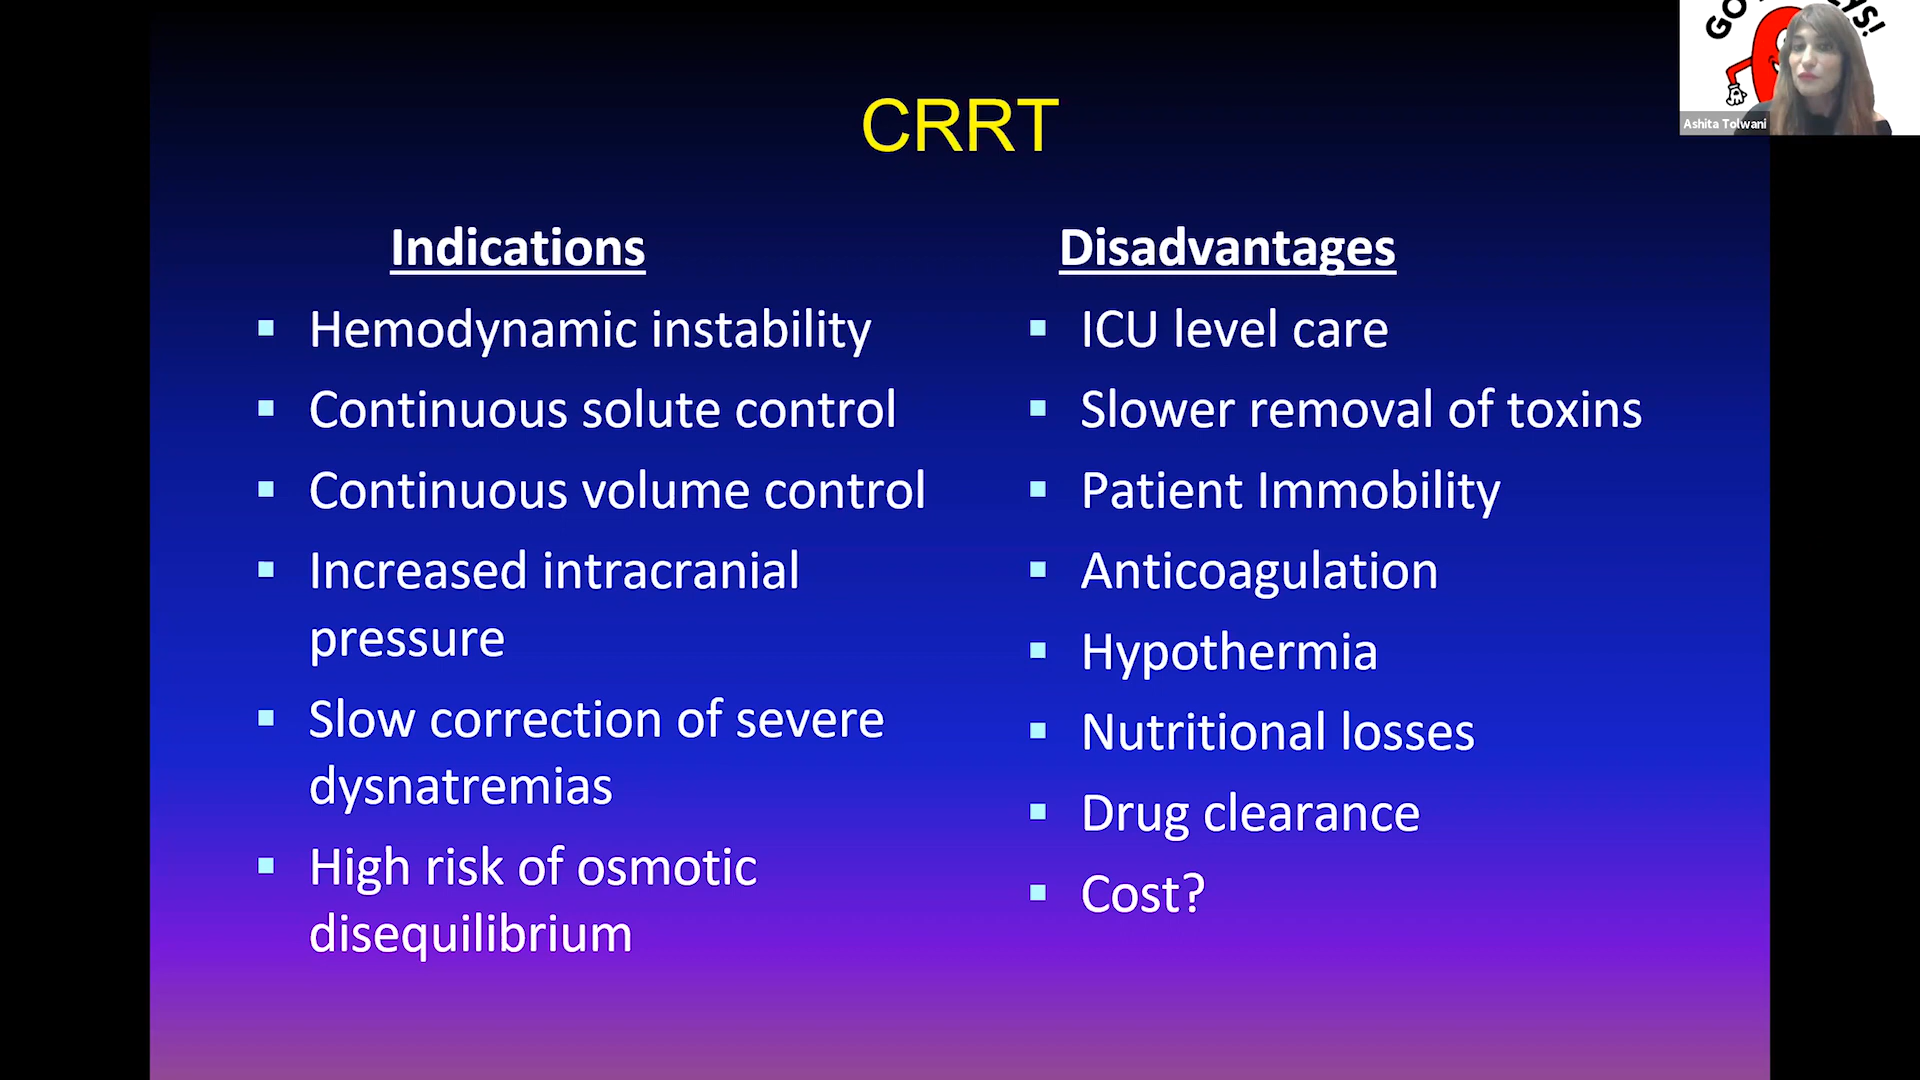 CRRT
Indications
Hemodynamic instability
Continuous solute control
Continuous volume control
Increased intracranial
pressure
Slow correction of severe
dysnatremias
High risk of osmotic
disequilibrium
Disadvantages
ICU level care
Slower removal of toxins
Patient Immobility
Anticoagulation
Hypothermia
Nutritional losses
Drug clearance
Cost?
GO
YS!
Ashita Tolwani